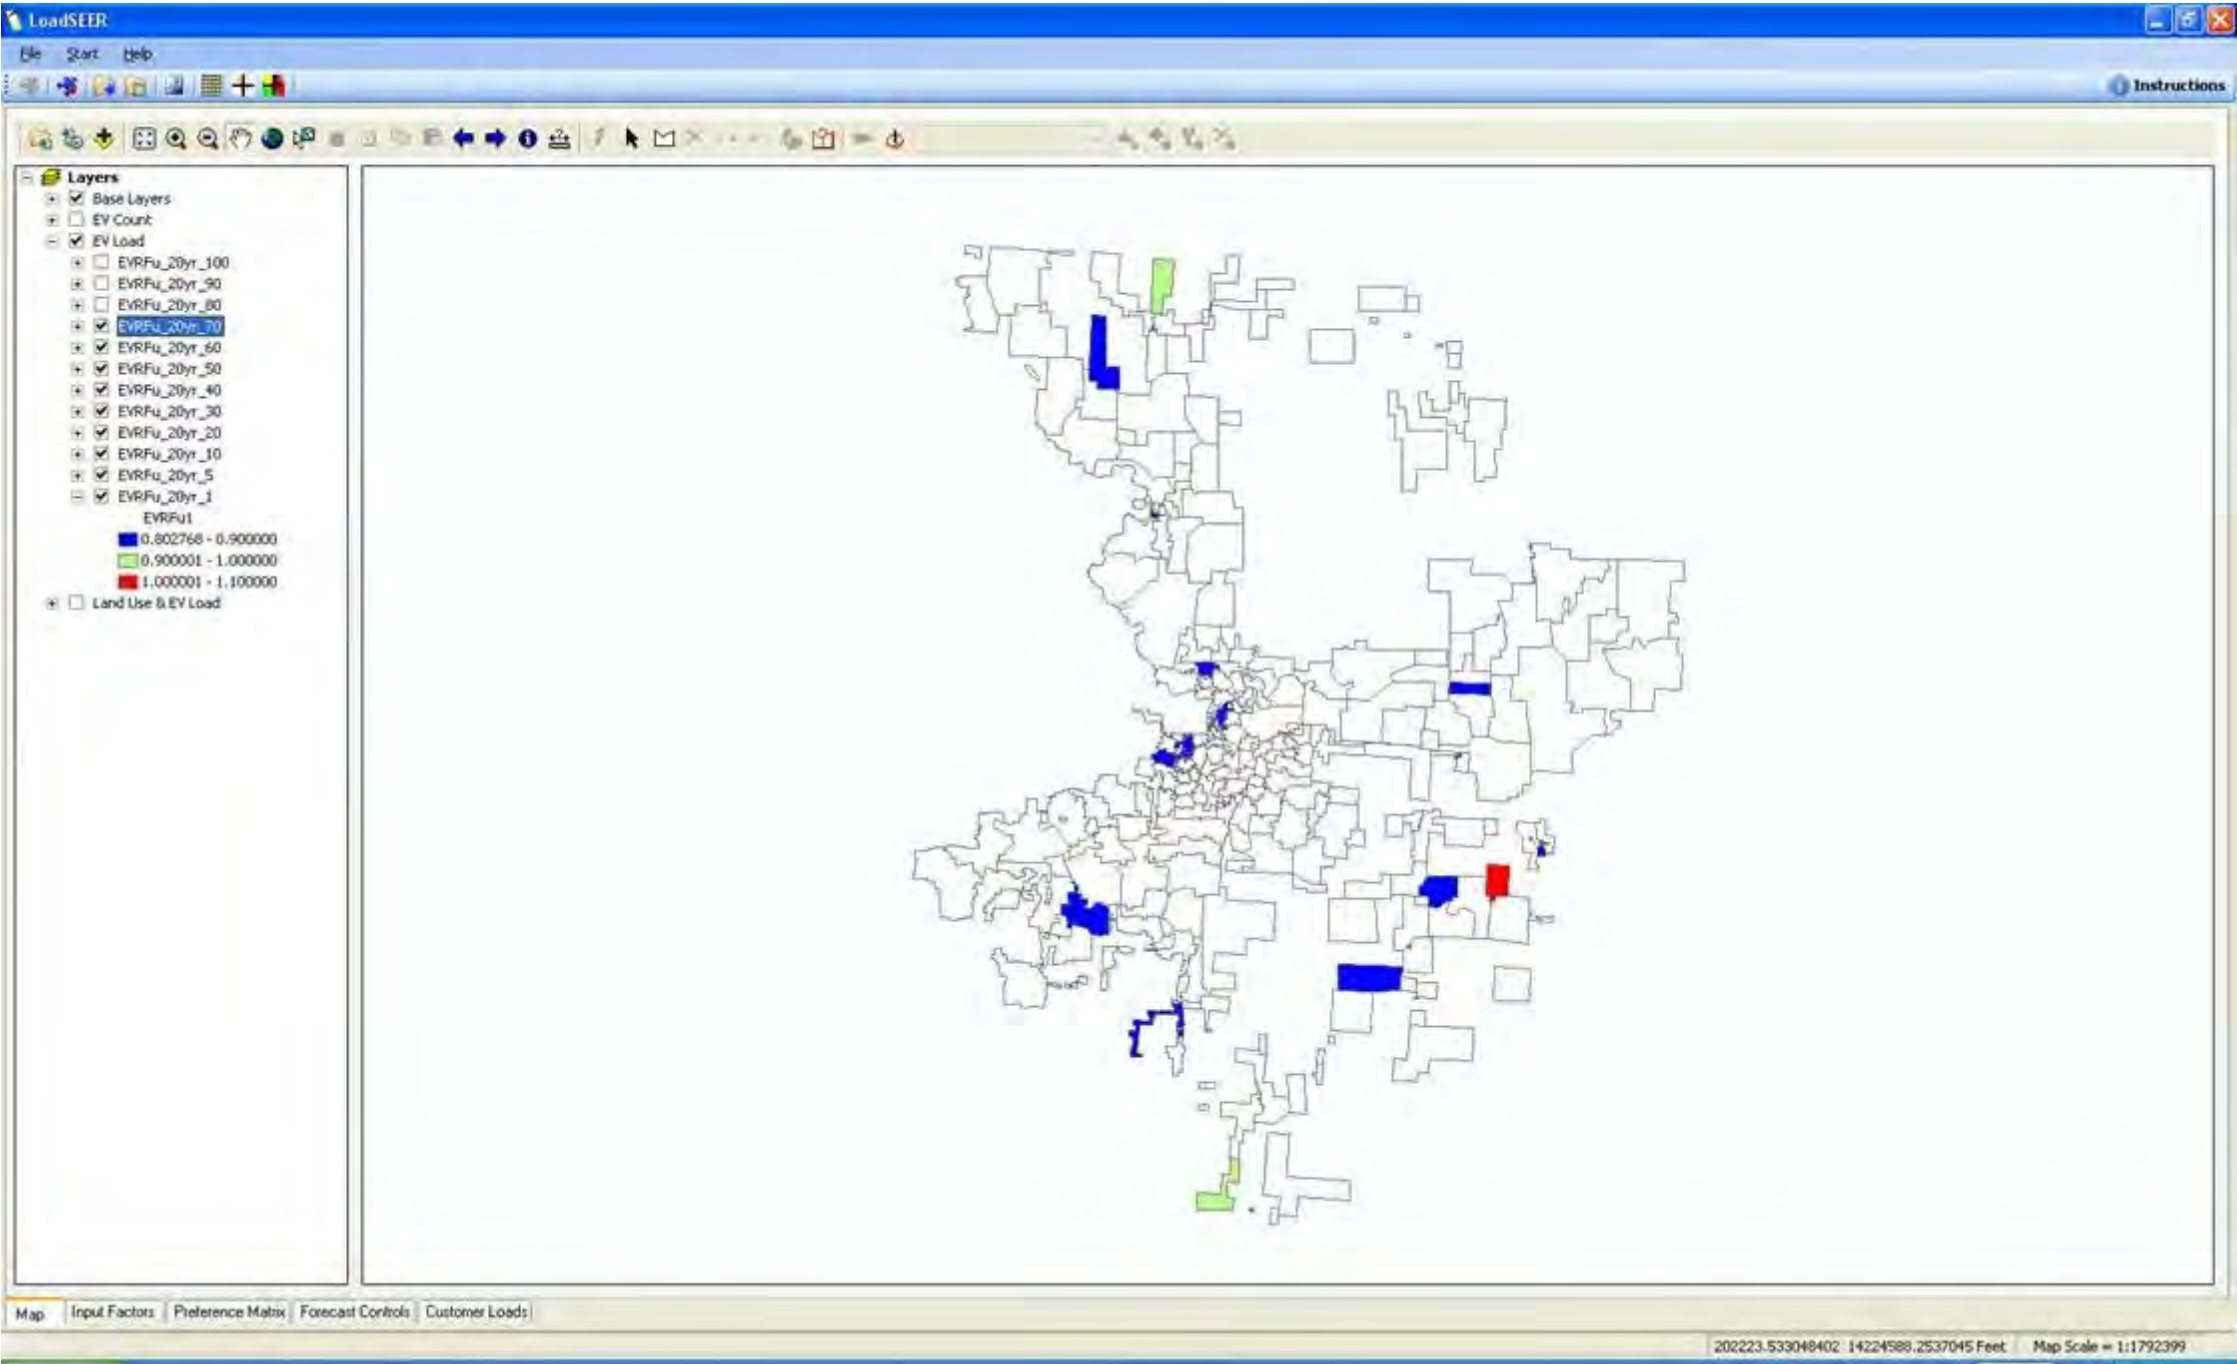 LoadSEER
File Start Help
Instructions
Layers
Base Layers
EV Count
EV Load
EVRFu_20yr_100
EVRFu_20yr_90
EVRFu_20yr_80
EVRFu_20yr_70
EVRFu_20yr_60
EVRFu_20yr_50
EVRFu_20yr_40
EVRFu_20yr_30
EVRFu_20yr_20
EVRFu_20yr_10
EVRFu_20yr_5
EVRFu_20yr_1
EVRFu1
0.802768 - 0.900000
0.900001 - 1.000000
1.000001 - 1.100000
Land Use & EV Load
Map Input Factors Preference Matrix Forecast Controls Customer Loads
202223.533048402 14224588.2537045 Feet Map Scale = 1:1792399